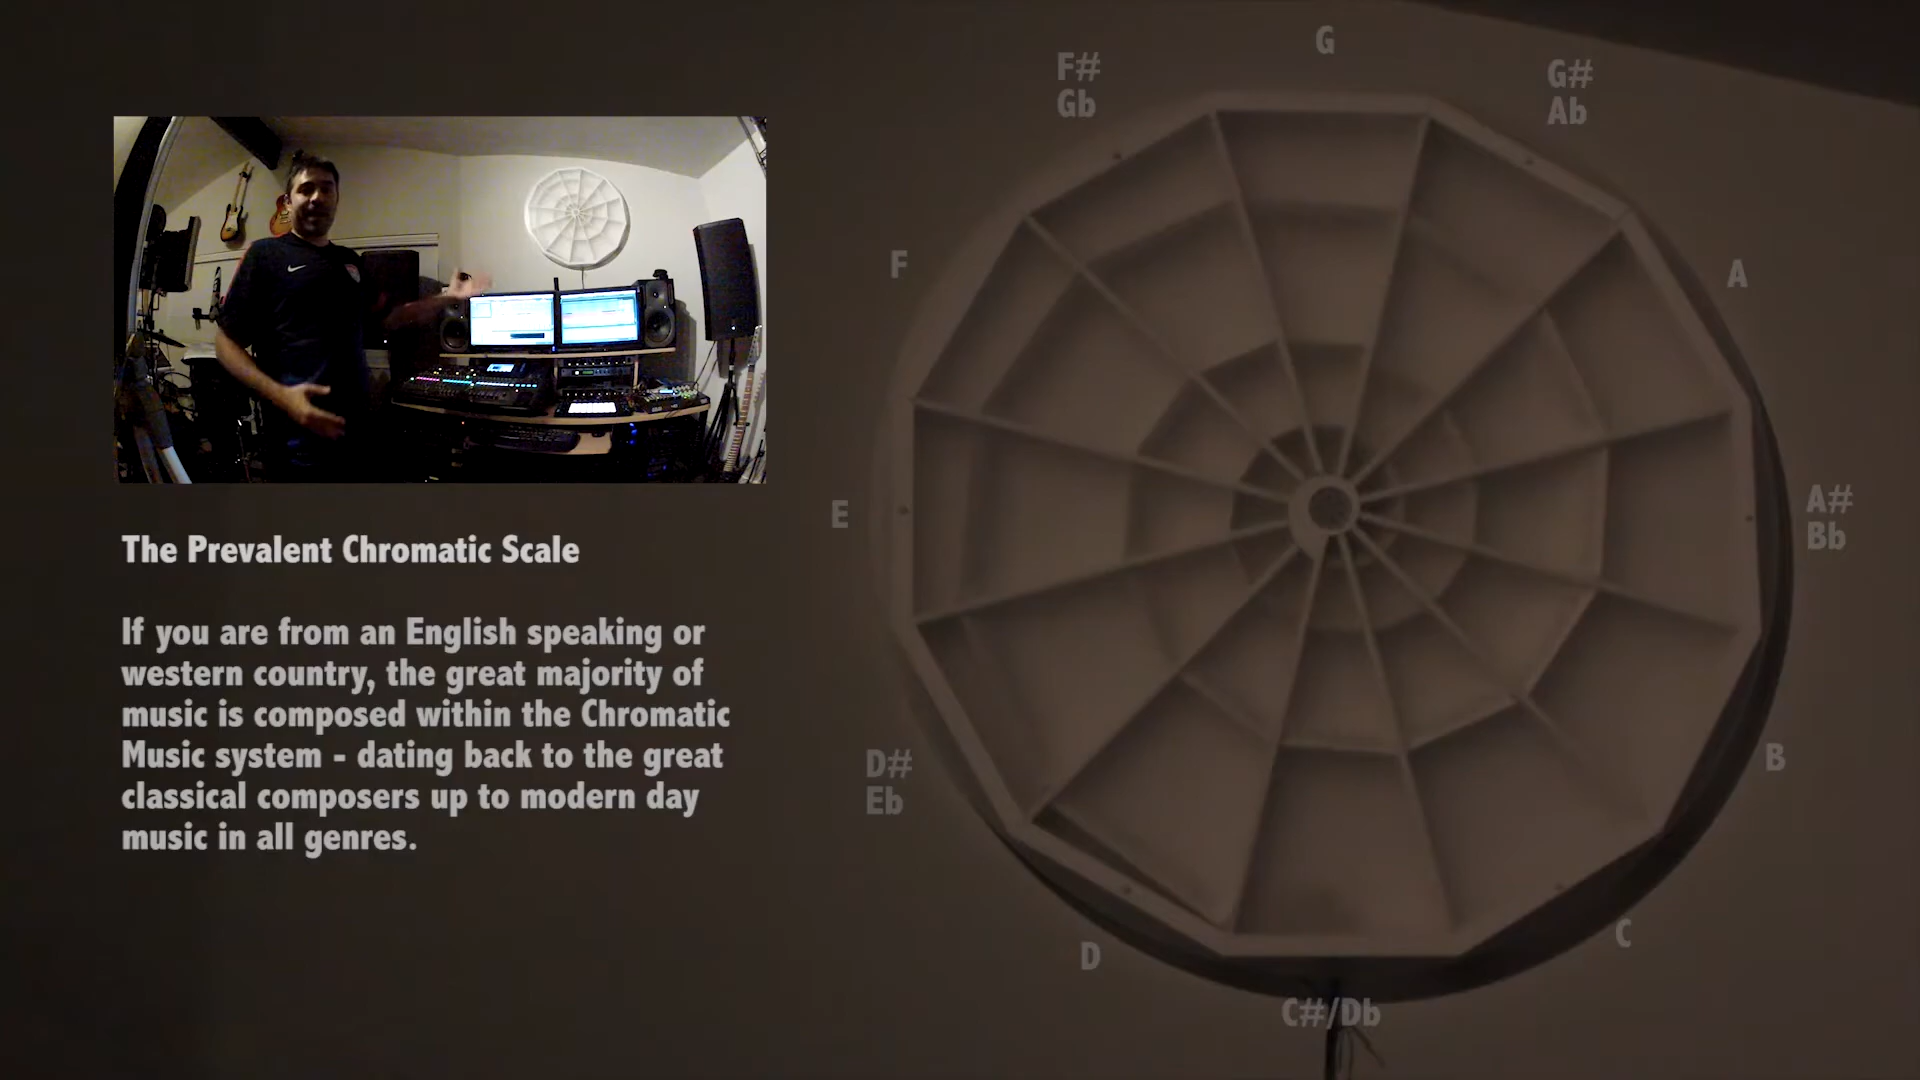 The Prevalent Chromatic Scale
If you are from an English speaking or
western country, the great majority of
music is composed within the Chromatic
Music system - dating back to the great
classical composers up to modern day
music in all genres.
G
G#
Ab
A
A#
Bb
B
C
C#/Db
D
D#
Eb
E
F
F#
Gb